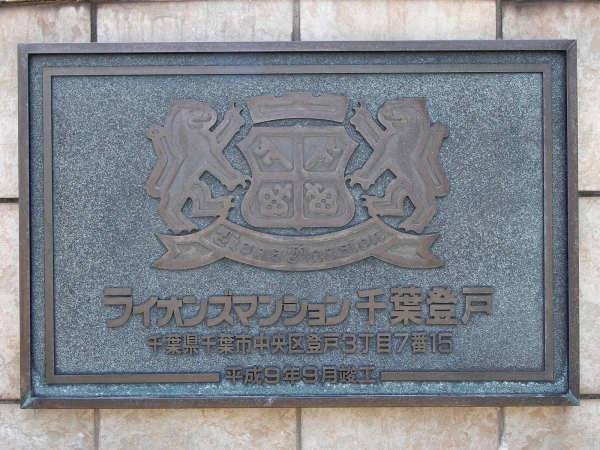 Lions Mansion
ライオンズマンション千葉登戸
千葉県千葉市中央区登戸3丁目7番15
平成9年9月竣工